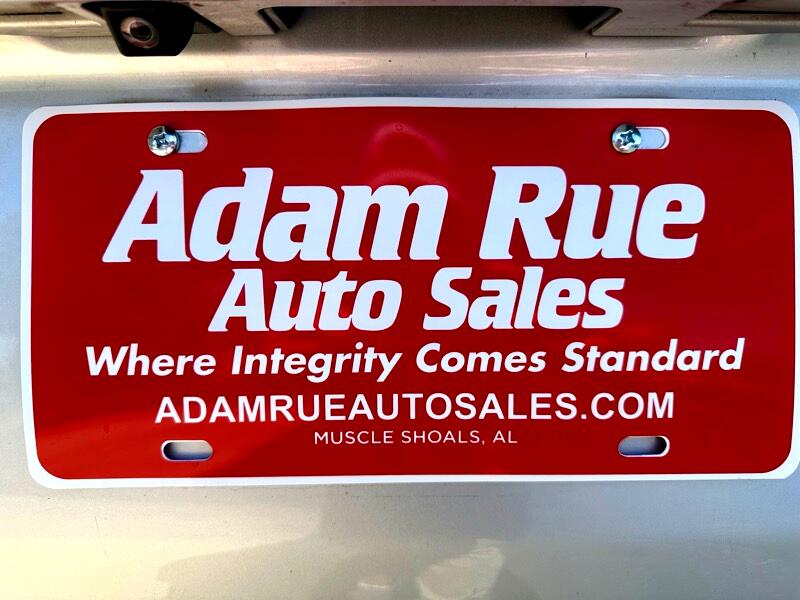 Adam Rue
Auto Sales
Where Integrity Comes Standard
ADAMRUEAUTOSALES.COM
MUSCLE SHOALS, AL